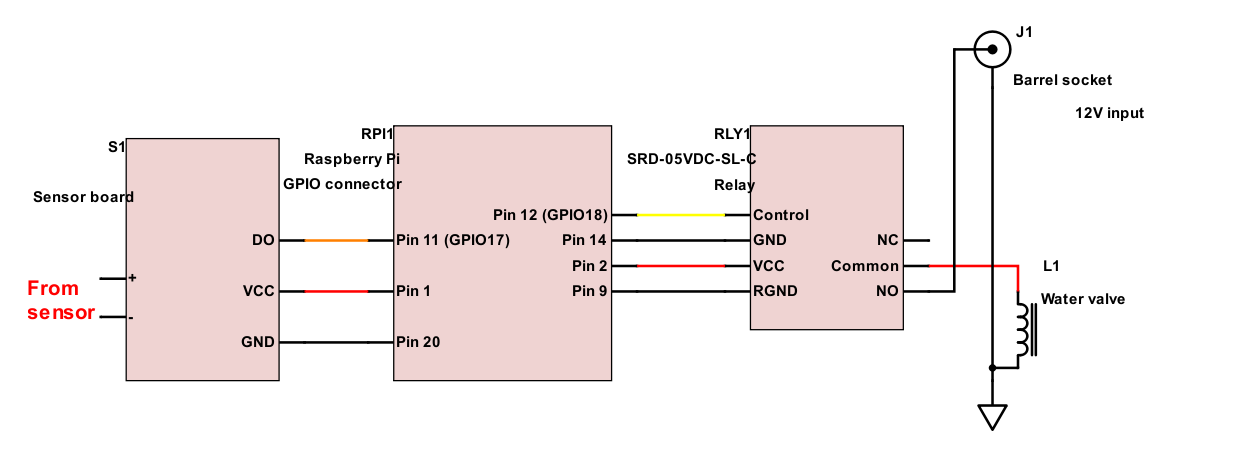 J1
Barrel socket
12V input
S1
Sensor board
RPI1
Raspberry Pi
GPIO connector
RLY1
SRD-05VDC-SL-C
Relay
From
sensor
+
-
DO
VCC
GND
Pin 11 (GPIO17)
Pin 1
Pin 20
Pin 12 (GPIO18)
Pin 14
Pin 2
Pin 9
Control
GND
VCC
RGND
NC
Common
NO
L1
Water valve